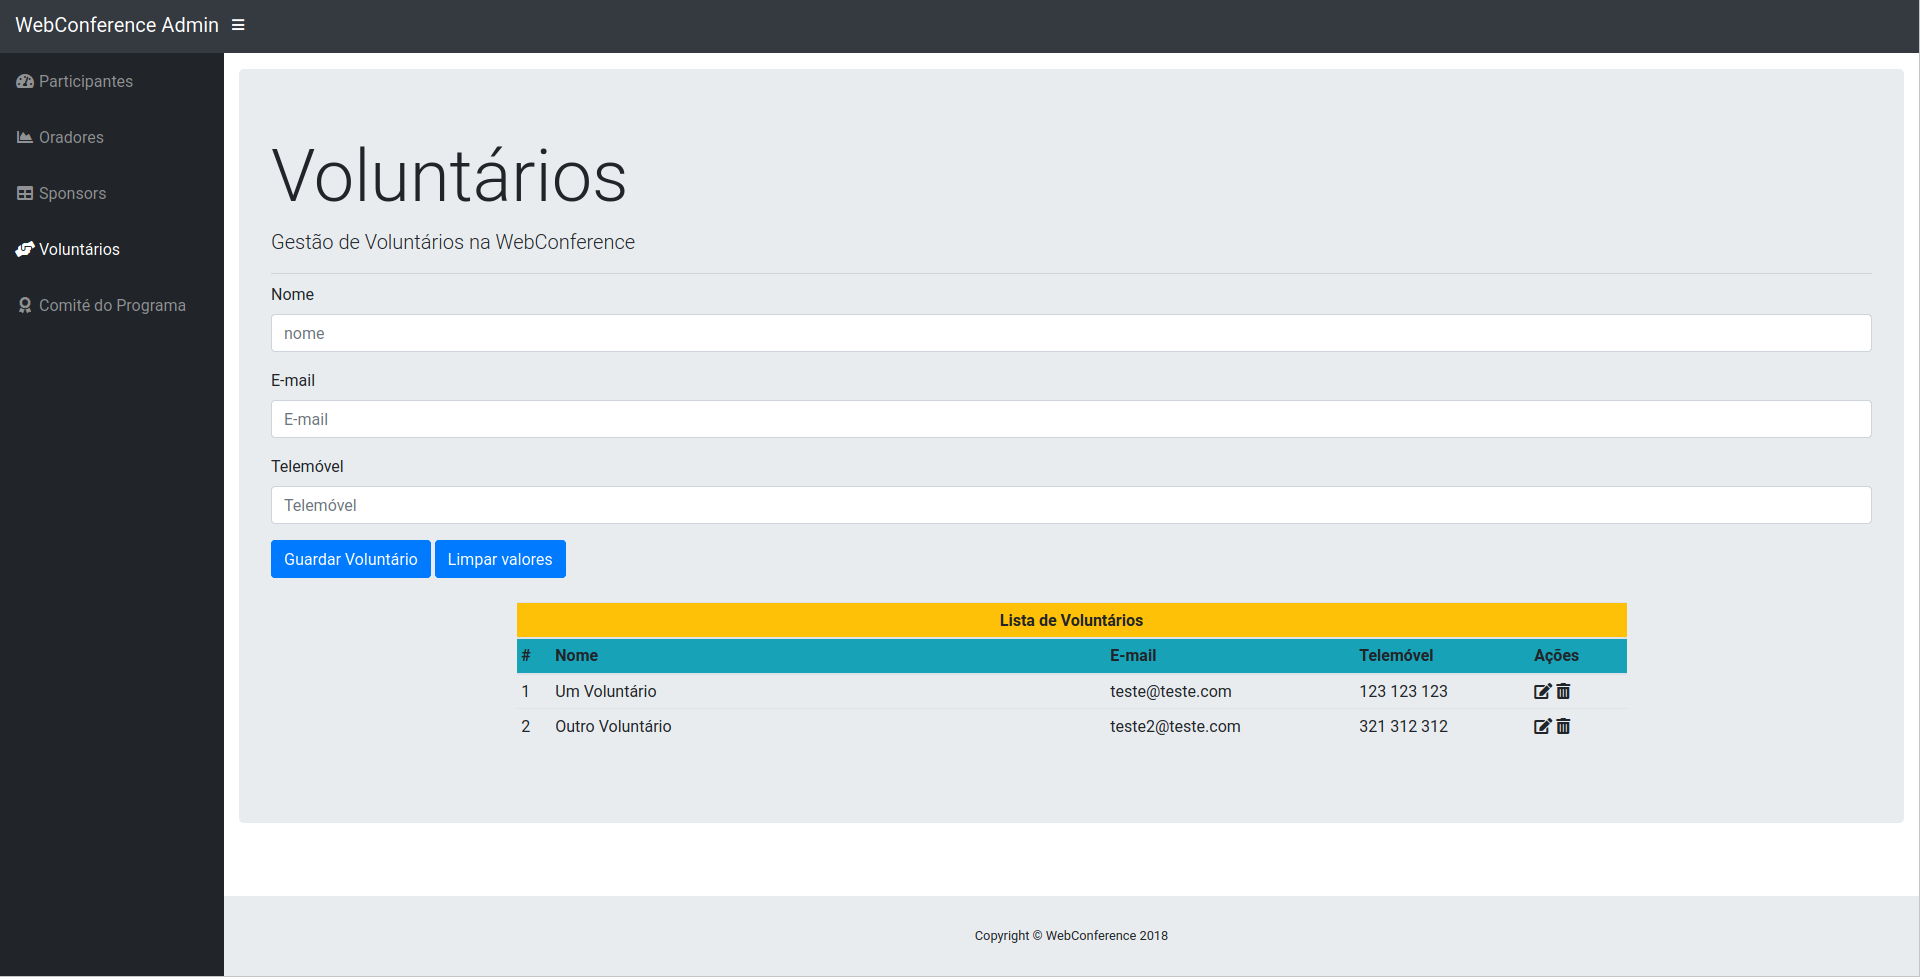 WebConference Admin
Participantes
Oradores
Sponsors
Voluntários
Comité do Programa
Voluntários
Gestão de Voluntários na WebConference
Nome
nome
E-mail
E-mail
Telemóvel
Telemóvel
Guardar Voluntário Limpar valores
Lista de Voluntários
# Nome E-mail Telemóvel Ações
1 Um Voluntário teste@teste.com 123 123 123
2 Outro Voluntário teste2@teste.com 321 312 312
Copyright © WebConference 2018